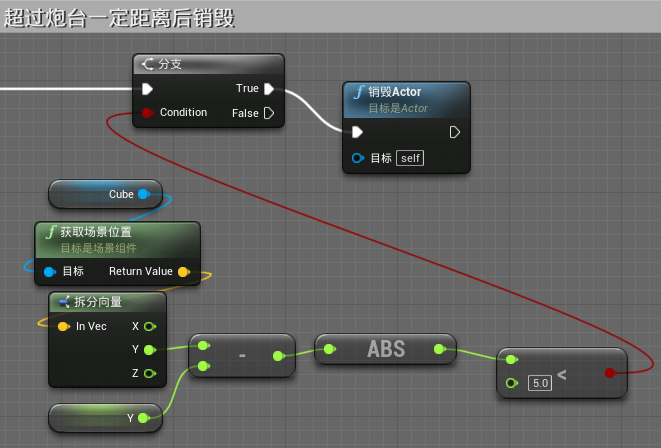 超过炮台一定距离后销毁
分支
True
Condition
False
销毁Actor
目标是Actor
目标 self
Cube
获取场景位置
目标是场景组件
目标
Return Value
拆分向量
In Vec
X
Y
Z
-
ABS
5.0
<
Y